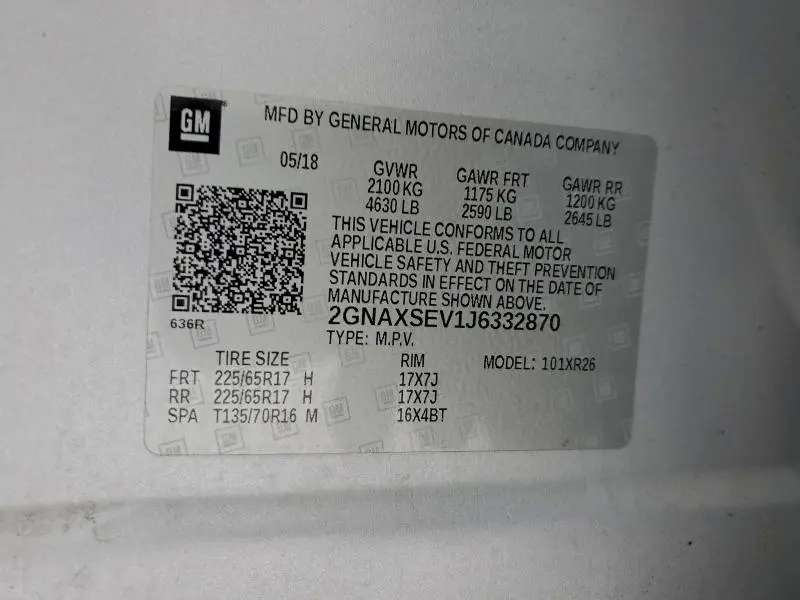 GM
MFD BY GENERAL MOTORS OF CANADA COMPANY
05/18
GVWR
2100 KG
4630 LB
GAWR FRT
1175 KG
2590 LB
GAWR RR
1200 KG
2645 LB
THIS VEHICLE CONFORMS TO ALL
APPLICABLE U.S. FEDERAL MOTOR
VEHICLE SAFETY AND THEFT PREVENTION
STANDARDS IN EFFECT ON THE DATE OF
MANUFACTURE SHOWN ABOVE.
2GNAXSEV1J6332870
636R
TYPE: M.P.V.
TIRE SIZE RIM MODEL: 101XR26
FRT 225/65R17 H 17X7J
RR 225/65R17 H 17X7J
SPA T135/70R16 M 16X4BT